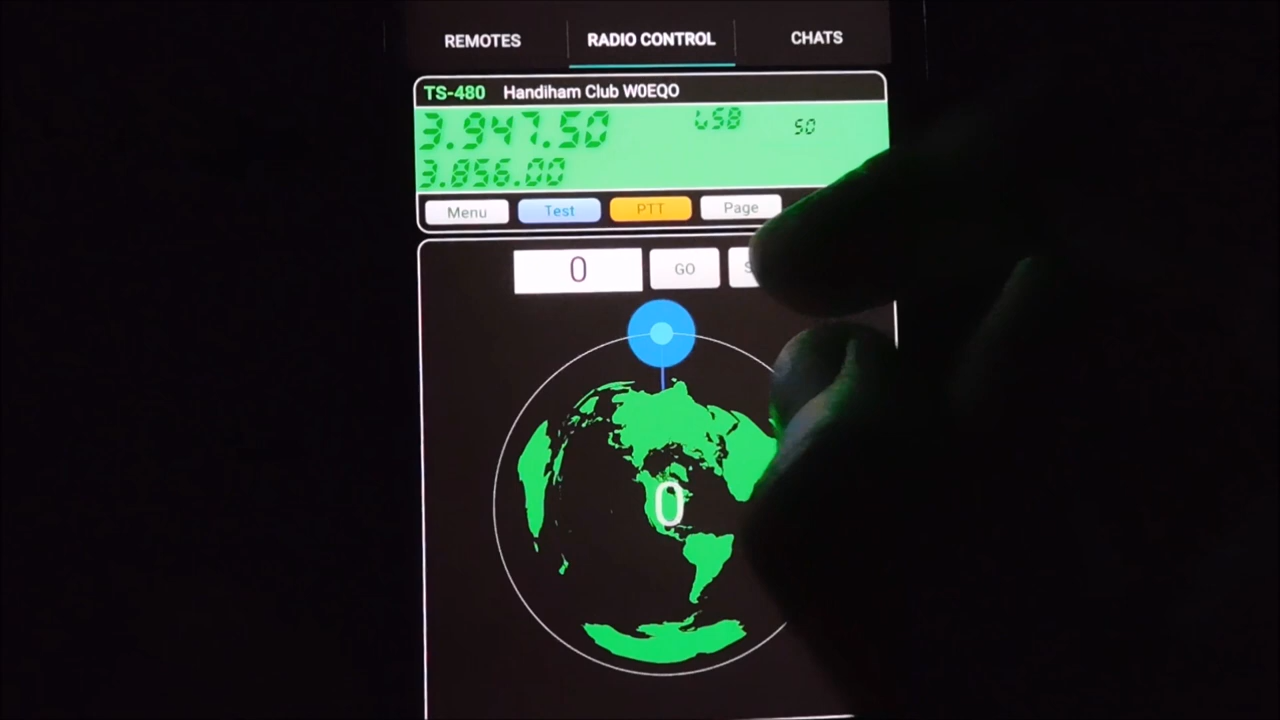 REMOTES RADIO CONTROL CHATS
TS-480 Handiham Club W0EQO
3.947.50 LSB 50
3.856.00
Menu Test PTT Page
0 GO
0